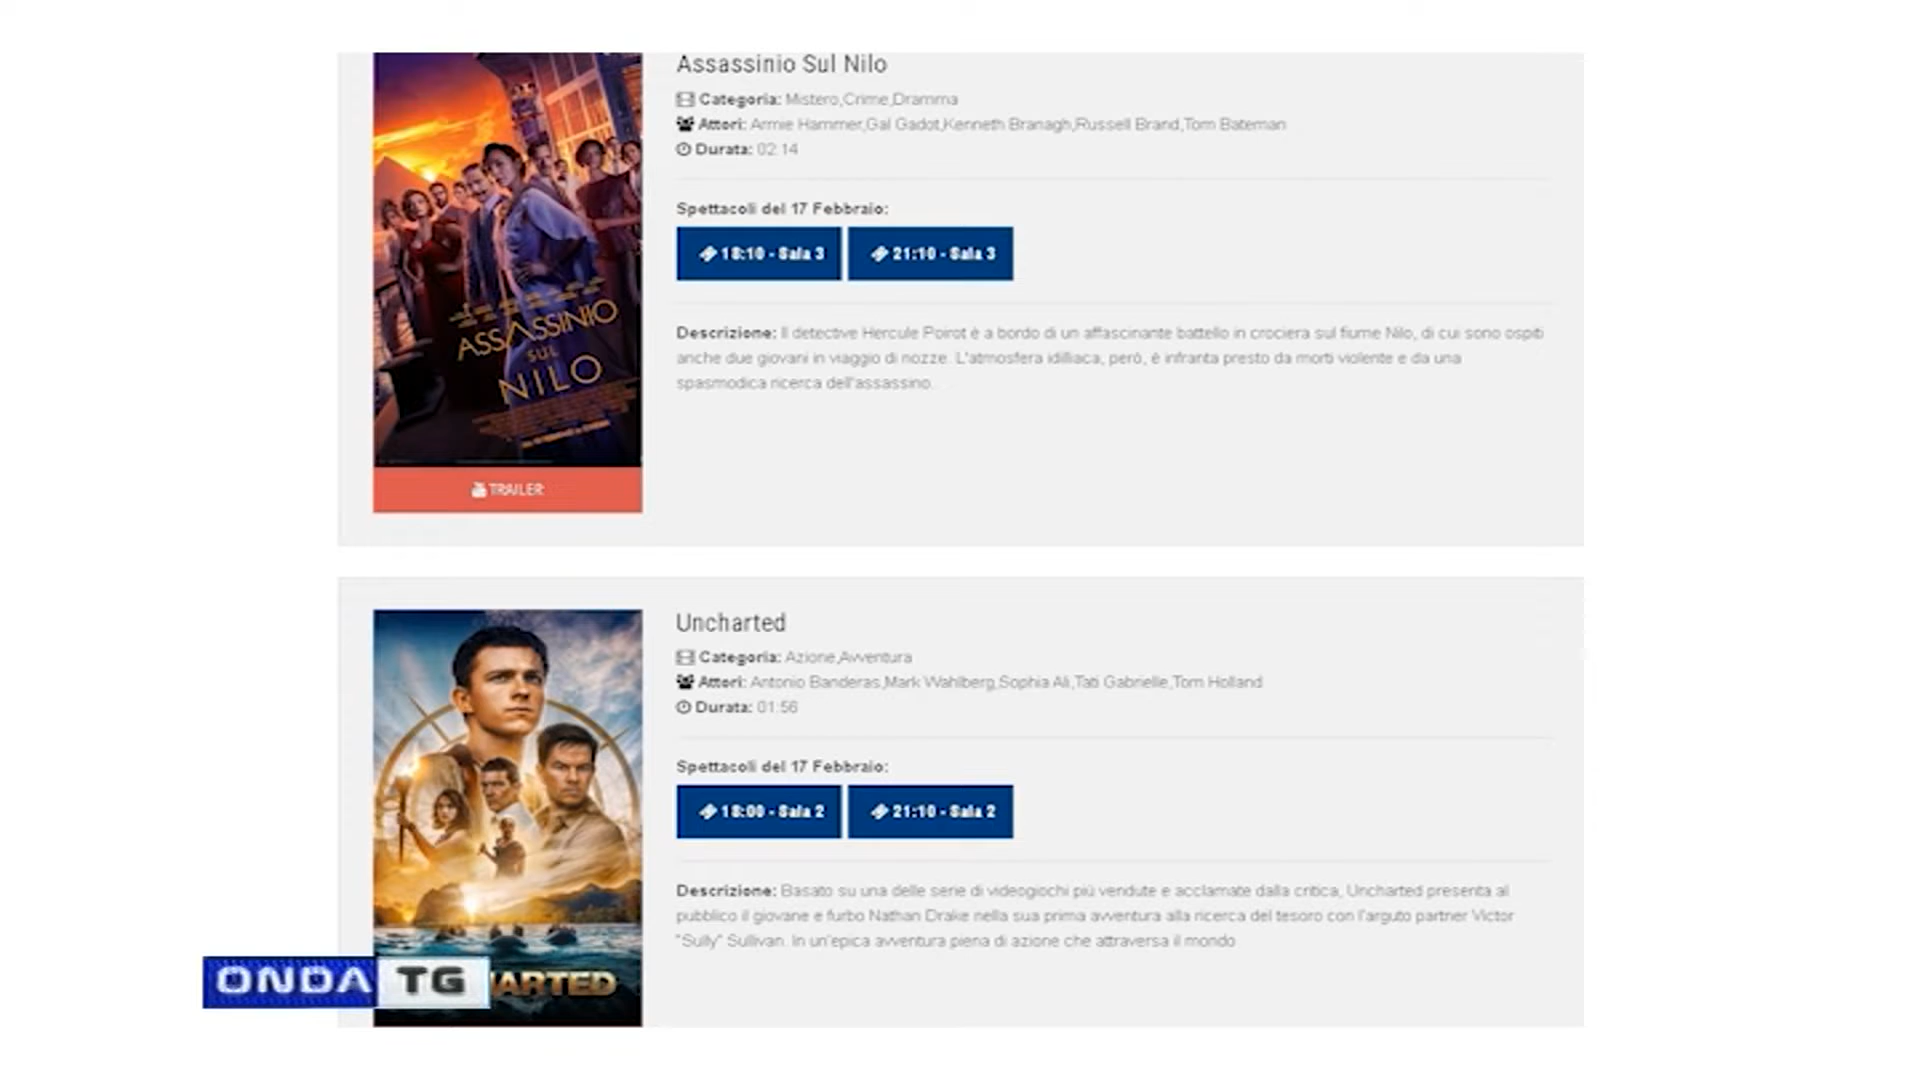 Assassinio Sul Nilo
Categoria: Mistero,Crime,Dramma
Attori: Armie Hammer,Gal Gadot,Kenneth Branagh,Russell Brand,Tom Bateman
Durata: 02:14
Spettacoli del 17 Febbraio:
18:10 - Sala 3
21:10 - Sala 3
Descrizione: Il detective Hercule Poirot è a bordo di un affascinante battello in crociera sul fiume Nilo, di cui sono ospiti
anche due giovani in viaggio di nozze. L'atmosfera idilliaca, però, è infranta presto da morti violente e da una
spasmodica ricerca dell'assassino.
ASSASSINIO
SUL
NILO
TRAILER
Uncharted
Categoria: Azione,Avventura
Attori: Antonio Banderas,Mark Wahlberg,Sophia Ali,Tati Gabrielle,Tom Holland
Durata: 01:56
Spettacoli del 17 Febbraio:
18:00 - Sala 2
21:10 - Sala 2
Descrizione: Basato su una delle serie di videogiochi più vendute e acclamate dalla critica, Uncharted presenta al
pubblico il giovane e furbo Nathan Drake nella sua prima avventura alla ricerca del tesoro con l'arguto partner Victor
"Sully" Sullivan. In un'epica avventura piena di azione che attraversa il mondo
ARTED
ONDA TG